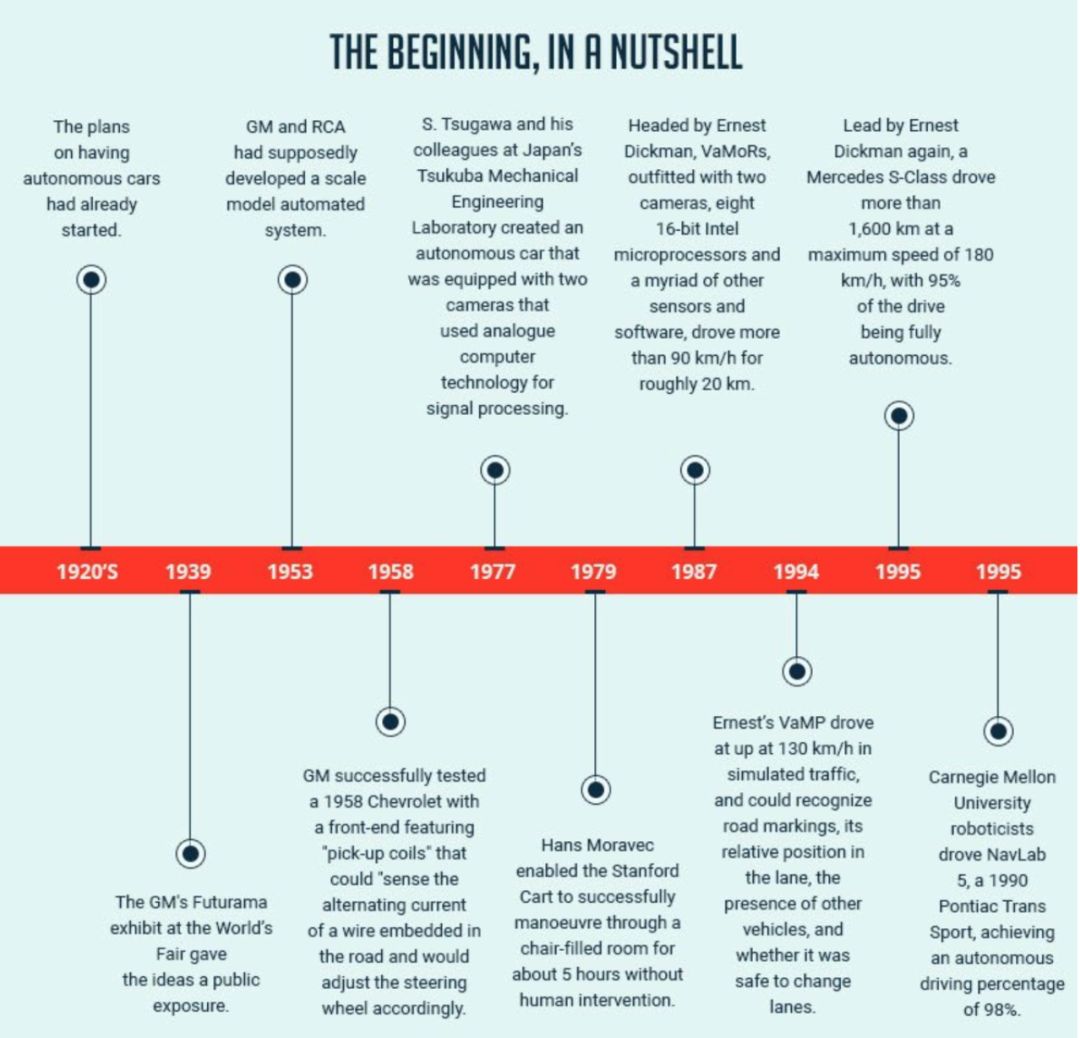 THE BEGINNING, IN A NUTSHELL
The plans
on having
autonomous cars
had already
started.
GM and RCA
had supposedly
developed a scale
model automated
system.
S. Tsugawa and his
colleagues at Japan's
Tsukuba Mechanical
Engineering
Laboratory created an
autonomous car that
was equipped with two
cameras that
used analogue
computer
technology for
signal processing.
Headed by Ernest
Dickman, VaMoRs,
outfitted with two
cameras, eight
16-bit Intel
microprocessors and
a myriad of other
sensors and
software, drove more
than 90 km/h for
roughly 20 km.
Lead by Ernest
Dickman again, a
Mercedes S-Class drove
more than
1,600 km at a
maximum speed of 180
km/h, with 95%
of the drive
being fully
autonomous.
1920'S 1939 1953 1958 1977 1979 1987 1994 1995 1995
The GM's Futurama
exhibit at the World's
Fair gave
the ideas a public
exposure.
GM successfully tested
a 1958 Chevrolet with
a front-end featuring
"pick-up coils" that
could "sense the
alternating current
of a wire embedded in
the road and would
adjust the steering
wheel accordingly.
Hans Moravec
enabled the Stanford
Cart to successfully
manoeuvre through a
chair-filled room for
about 5 hours without
human intervention.
Ernest's VaMP drove
at up at 130 km/h in
simulated traffic,
and could recognize
road markings, its
relative position in
the lane, the
presence of other
vehicles, and
whether it was
safe to change
lanes.
Carnegie Mellon
University
roboticists
drove NavLab
5, a 1990
Pontiac Trans
Sport, achieving
an autonomous
driving percentage
of 98%.